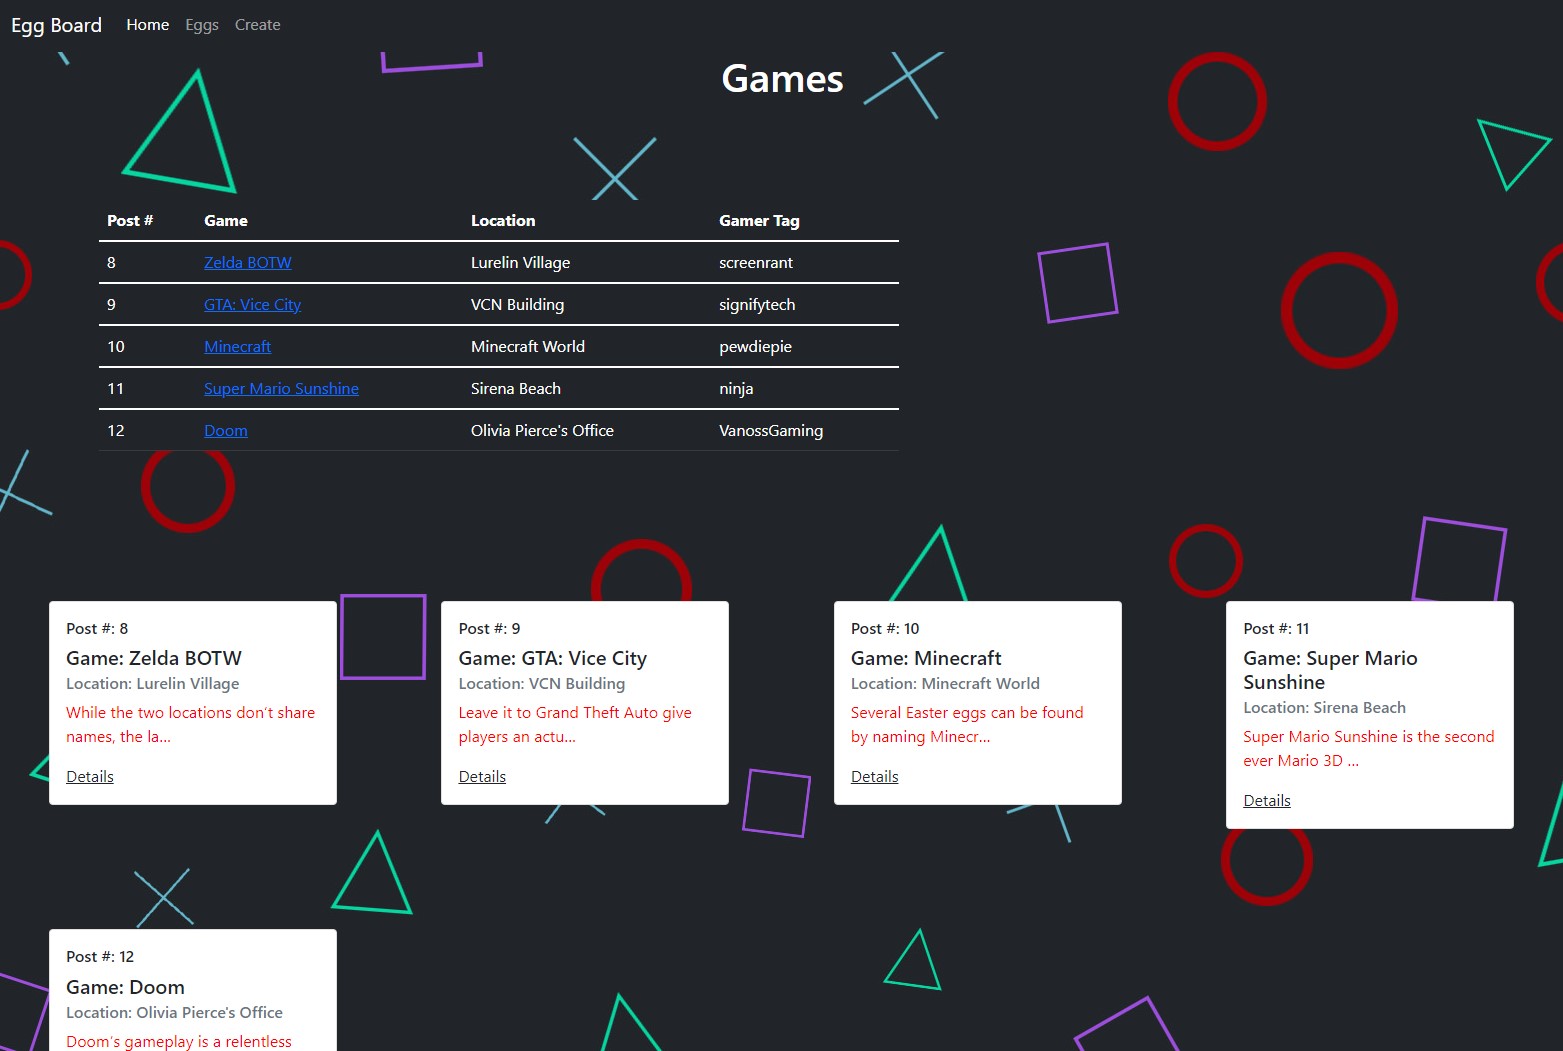 Egg Board Home Eggs Create
Games
Post # Game Location Gamer Tag
8 Zelda BOTW Lurelin Village screenrant
9 GTA: Vice City VCN Building signifytech
10 Minecraft Minecraft World pewdiepie
11 Super Mario Sunshine Sirena Beach ninja
12 Doom Olivia Pierce's Office VanossGaming
Post #: 8
Game: Zelda BOTW
Location: Lurelin Village
While the two locations don't share
names, the la...
Details
Post #: 9
Game: GTA: Vice City
Location: VCN Building
Leave it to Grand Theft Auto give
players an actu...
Details
Post #: 10
Game: Minecraft
Location: Minecraft World
Several Easter eggs can be found
by naming Minecr...
Details
Post #: 11
Game: Super Mario
Sunshine
Location: Sirena Beach
Super Mario Sunshine is the second
ever Mario 3D ...
Details
Post #: 12
Game: Doom
Location: Olivia Pierce's Office
Doom's gameplay is a relentless